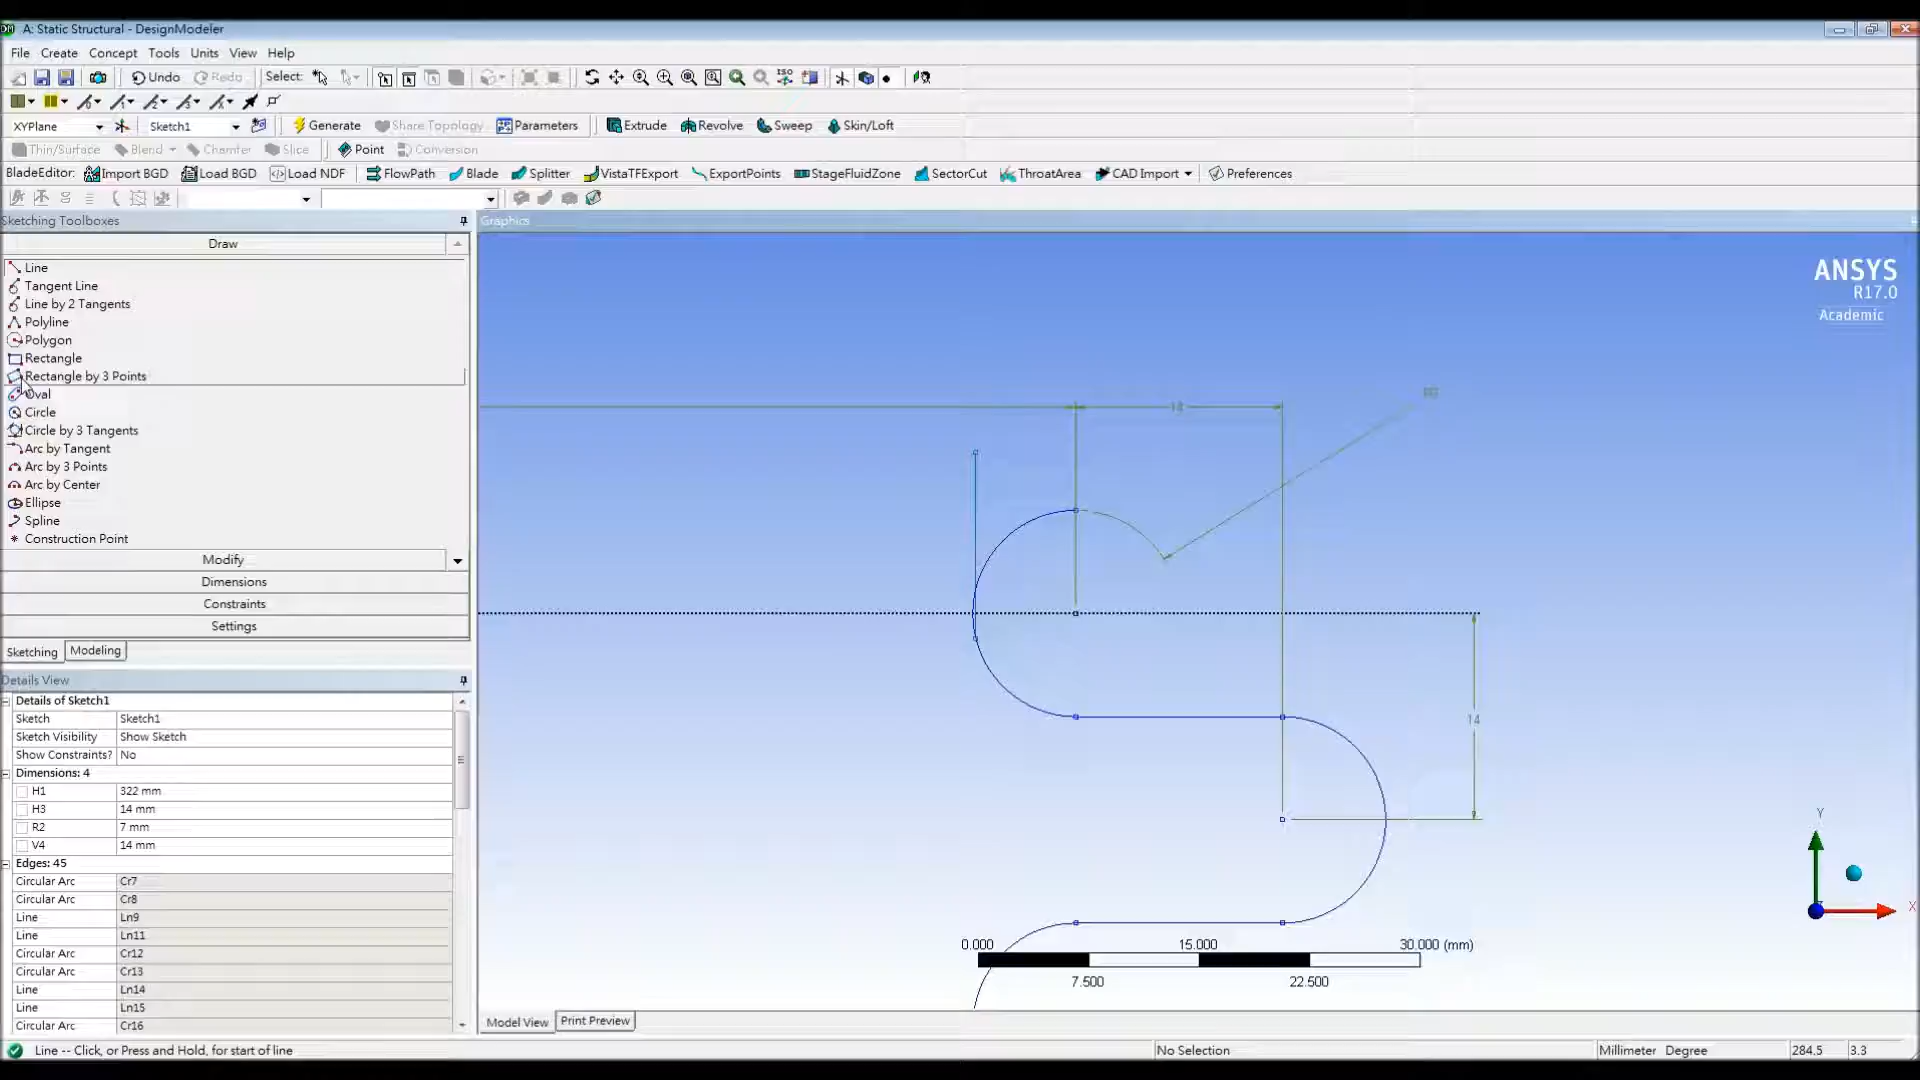 A: Static Structural - DesignModeler
File Create Concept Tools Units View Help
Undo Redo Select: ISO
XYPlane Sketch1 Generate Share Topology Parameters Extrude Revolve Sweep Skin/Loft
Thin/Surface Blend Chamfer Slice Point Conversion
BladeEditor: Import BGD Load BGD Load NDF FlowPath Blade Splitter VistaTFExport ExportPoints StageFluidZone SectorCut ThroatArea CAD Import Preferences
Sketching Toolboxes
Draw
Line
Tangent Line
Line by 2 Tangents
Polyline
Polygon
Rectangle
Rectangle by 3 Points
Oval
Circle
Circle by 3 Tangents
Arc by Tangent
Arc by 3 Points
Arc by Center
Ellipse
Spline
Construction Point
Modify
Dimensions
Constraints
Settings
Sketching Modeling
Details View
Details of Sketch1
Sketch Sketch1
Sketch Visibility Show Sketch
Show Constraints? No
Dimensions: 4
H1 322 mm
H3 14 mm
R2 7 mm
V4 14 mm
Edges: 45
Circular Arc Cr7
Circular Arc Cr8
Line Ln9
Line Ln11
Circular Arc Cr12
Circular Arc Cr13
Line Ln14
Line Ln15
Circular Arc Cr16
Graphics
ANSYS
R17.0
Academic
14
Y
X
0.000 15.000 30.000 (mm)
7.500 22.500
Model View Print Preview
Line -- Click, or Press and Hold, for start of line No Selection Millimeter Degree 284.5 3.3